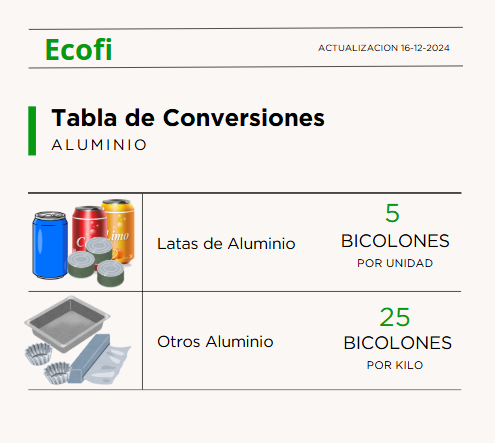 Ecofi
ACTUALIZACION 16-12-2024
Tabla de Conversiones
ALUMINIO
Latas de Aluminio
5
BICOLONES
POR UNIDAD
Otros Aluminio
25
BICOLONES
POR KILO